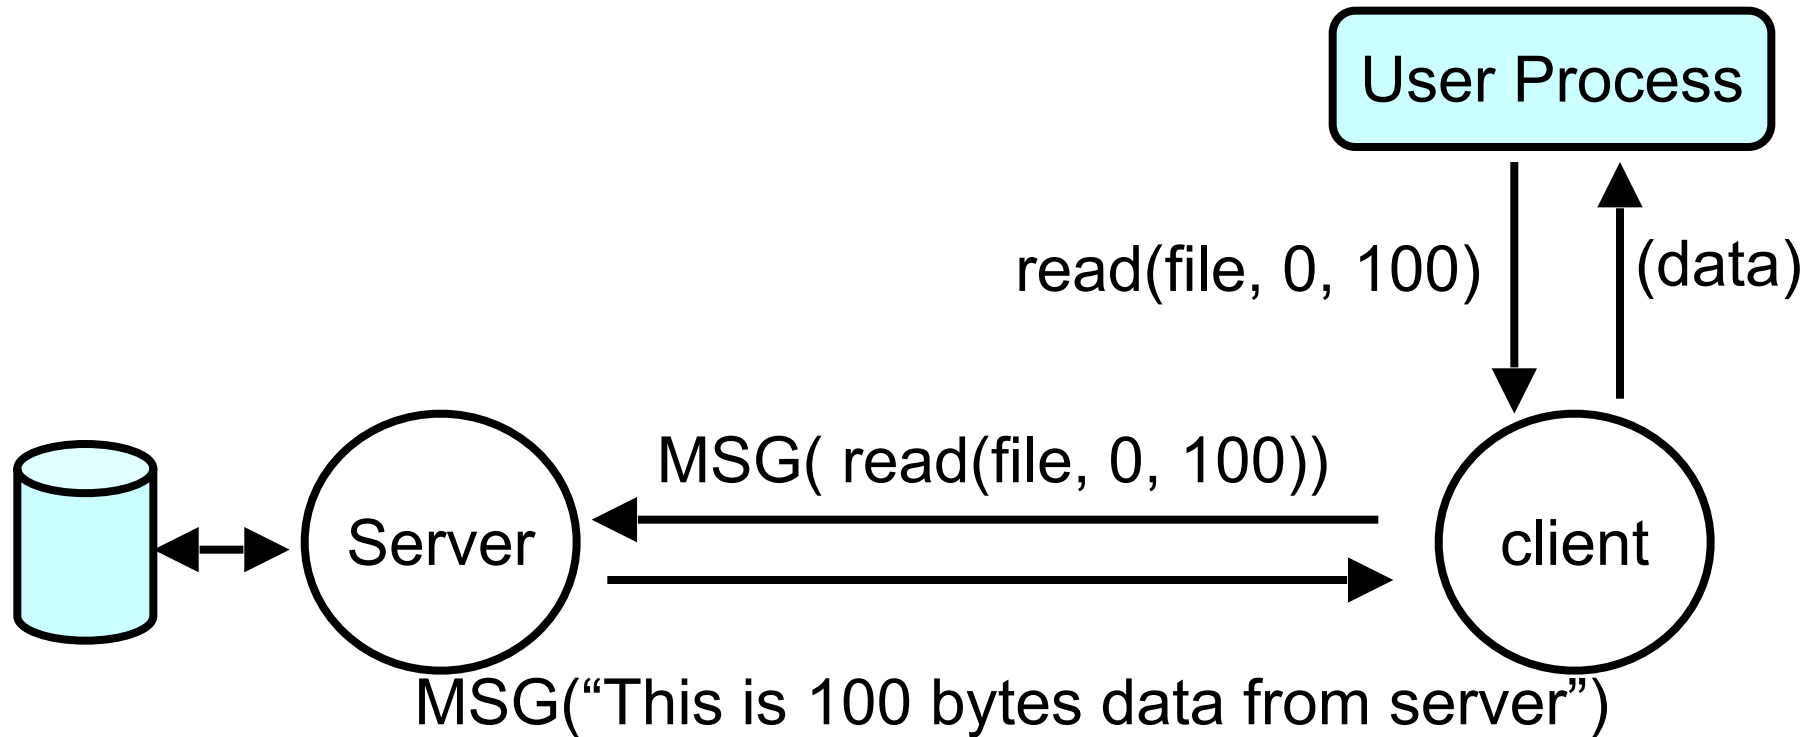 User Process
read(file, 0, 100)
(data)
MSG( read(file, 0, 100))
Server
client
MSG(“This is 100 bytes data from server”)